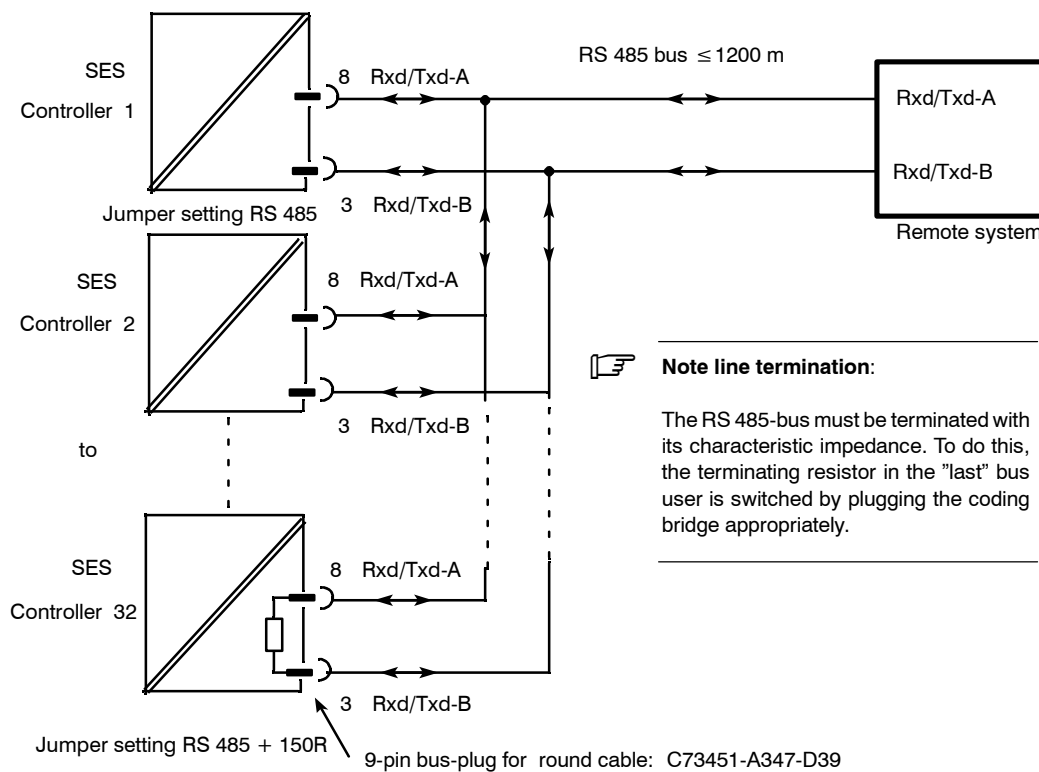 RS 485 bus ≤ 1200 m
SES
Controller 1
8 Rxd/Txd-A
Rxd/Txd-A
Rxd/Txd-B
3 Rxd/Txd-B
Jumper setting RS 485
Remote system
SES
Controller 2
8 Rxd/Txd-A
3 Rxd/Txd-B
to
Note line termination:
The RS 485-bus must be terminated with
its characteristic impedance. To do this,
the terminating resistor in the ”last” bus
user is switched by plugging the coding
bridge appropriately.
SES
Controller 32
8 Rxd/Txd-A
3 Rxd/Txd-B
Jumper setting RS 485 + 150R
9-pin bus-plug for round cable: C73451-A347-D39